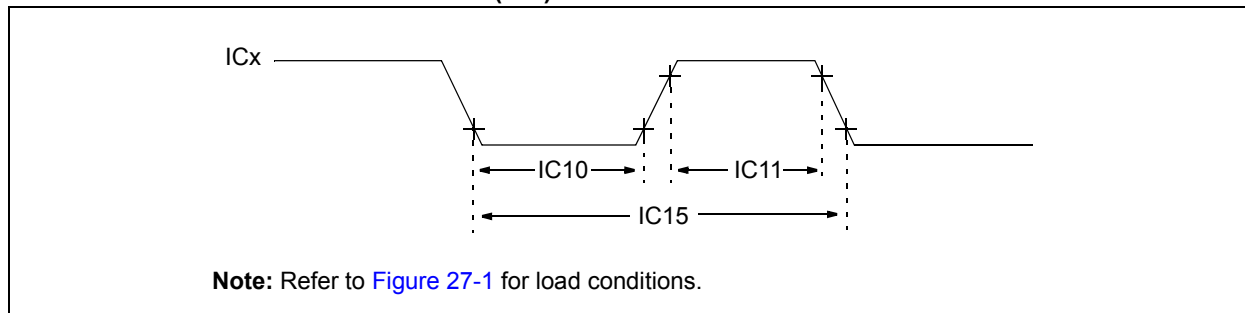 ICx
IC10
IC11
IC15
Note: Refer to Figure 27-1 for load conditions.